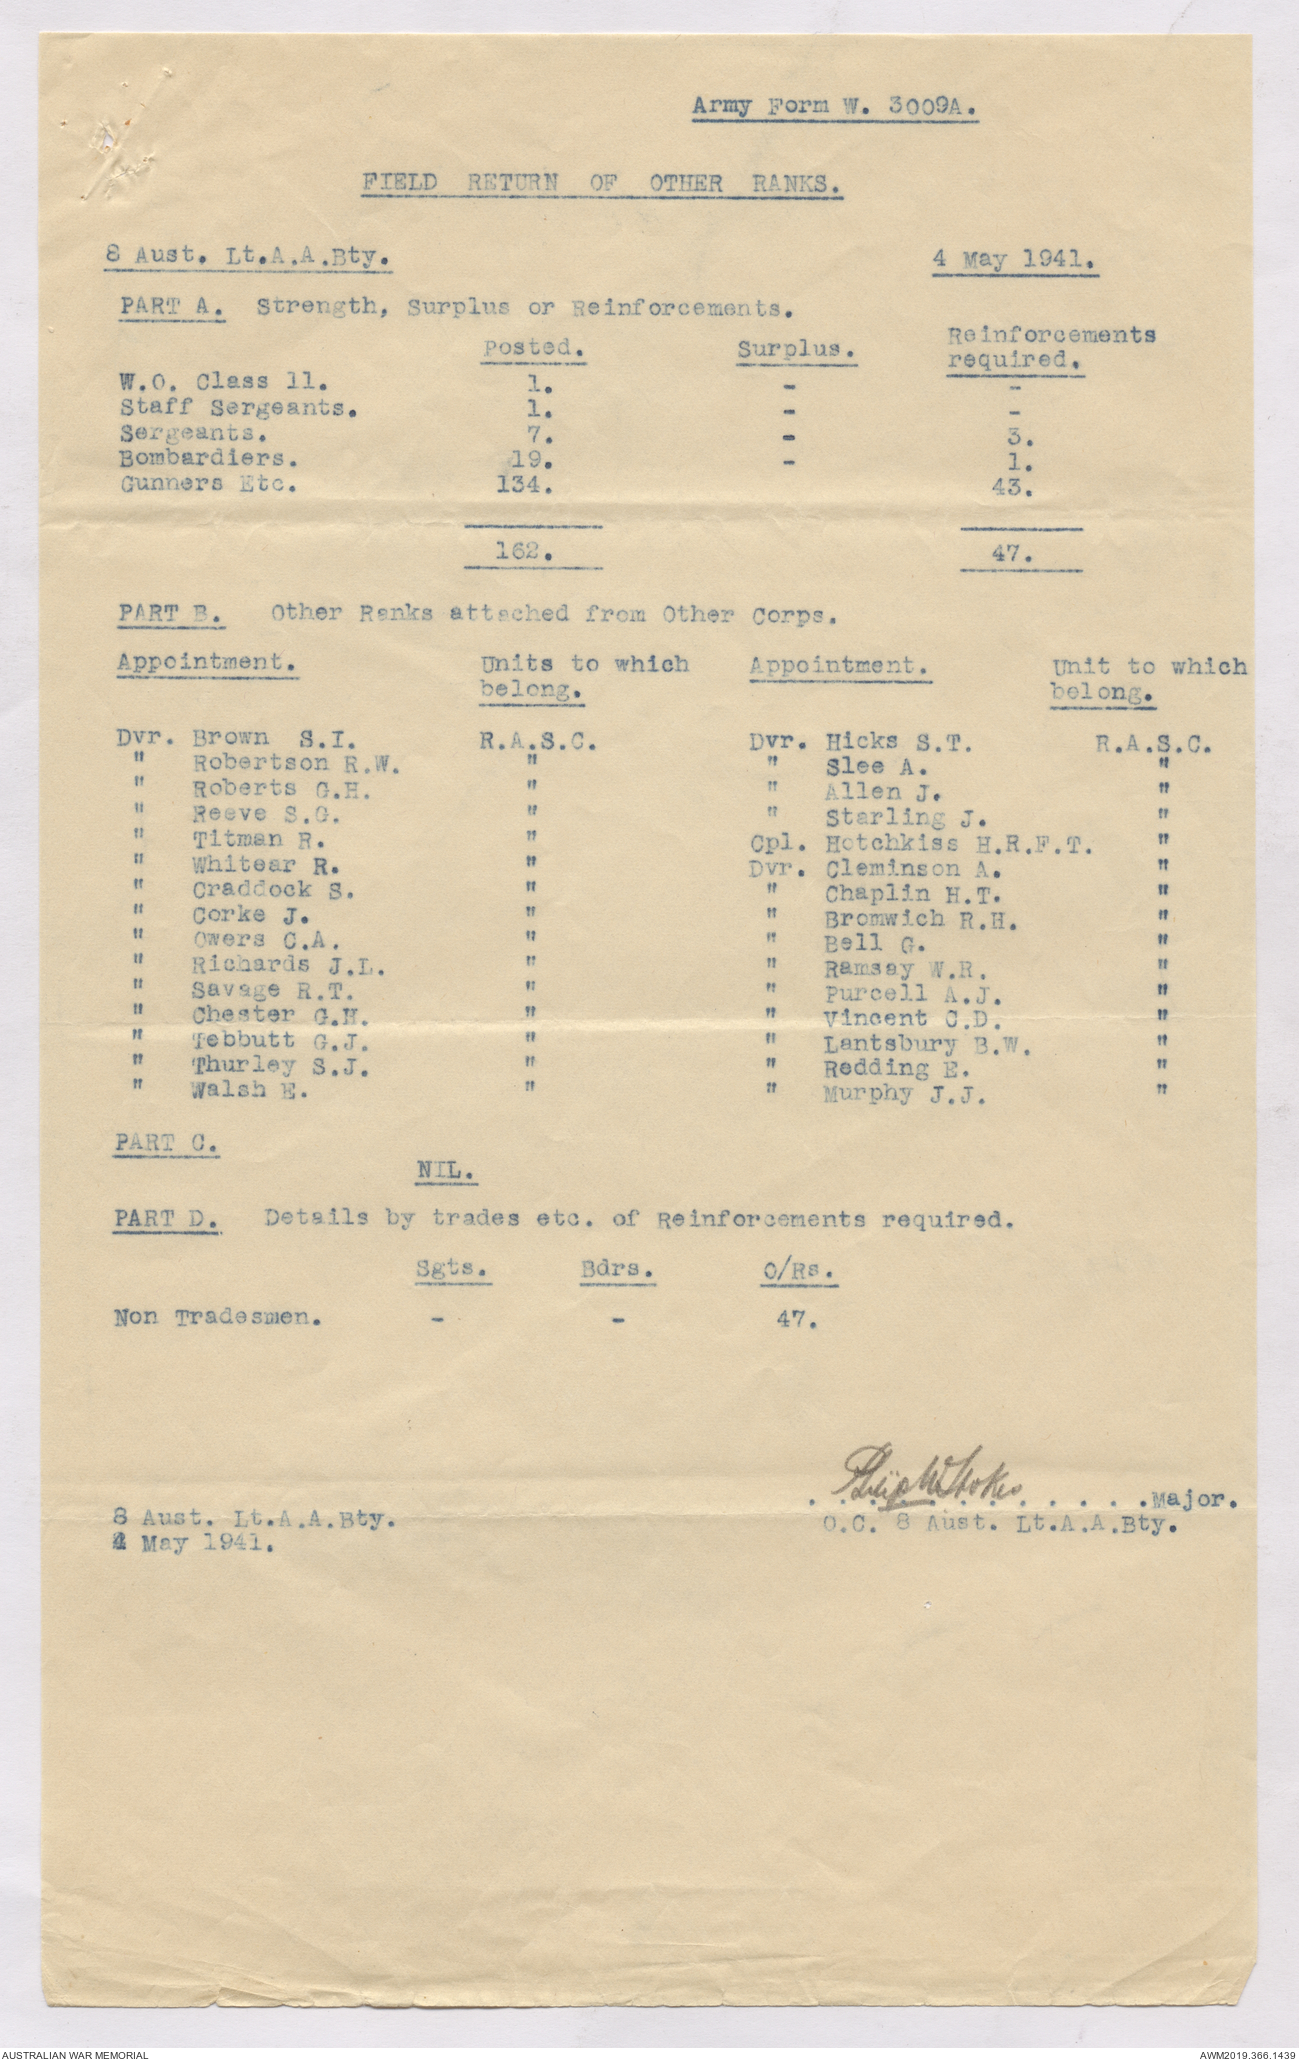 Army Form W. 3009A.
FIELD RETURN OF OTHER RANKS.
8 Aust. Lt.A.A.Bty. 4 May 1941.
PART A. Strength, Surplus or Reinforcements.
Posted. Surplus. Reinforcements required.
W.O. Class 11. 1. - -
Staff Sergeants. 1. - -
Sergeants. 7. - 3.
Bombardiers. 19. - 1.
Gunners Etc. 134. 43.
162. 47.
PART B. Other Ranks attached from Other Corps.
Appointment. Units to which belong. Appointment. Unit to which belong.
Dvr. Brown S.I. R.A.S.C. Dvr. Hicks S.T. R.A.S.C.
" Robertson R.W. " " Slee A. "
" Roberts G.H. " " Allen J. "
" Reeve S.G. " " Starling J. "
" Titman R. " Cpl. Hotchkiss H.R.F.T. "
" Whitear R. " Dvr. Cleminson A. "
" Craddock S. " " Chaplin H.T. "
" Corke J. " " Bromwich R.H. "
" Owers C.A. " " Bell G. "
" Richards J.L. " " Ramsay W.R. "
" Savage R.T. " " Purcell A.J. "
" Chester G.H. " " Vincent C.D. "
" Tebbutt G.J. " " Lantsbury B.W. "
" Thurley S.J. " " Redding E. "
" Walsh E. " " Murphy J.J. "
PART C.
NIL.
PART D. Details by trades etc. of Reinforcements required.
Sgts. Bdrs. O/Rs.
Non Tradesmen. - - 47.
Philip W Stokes
. . . . . . . . . . . .Major.
8 Aust. Lt.A.A.Bty. O.C. 8 Aust. Lt.A.A.Bty.
4 May 1941.
AUSTRALIAN WAR MEMORIAL AWM2019.366.1439